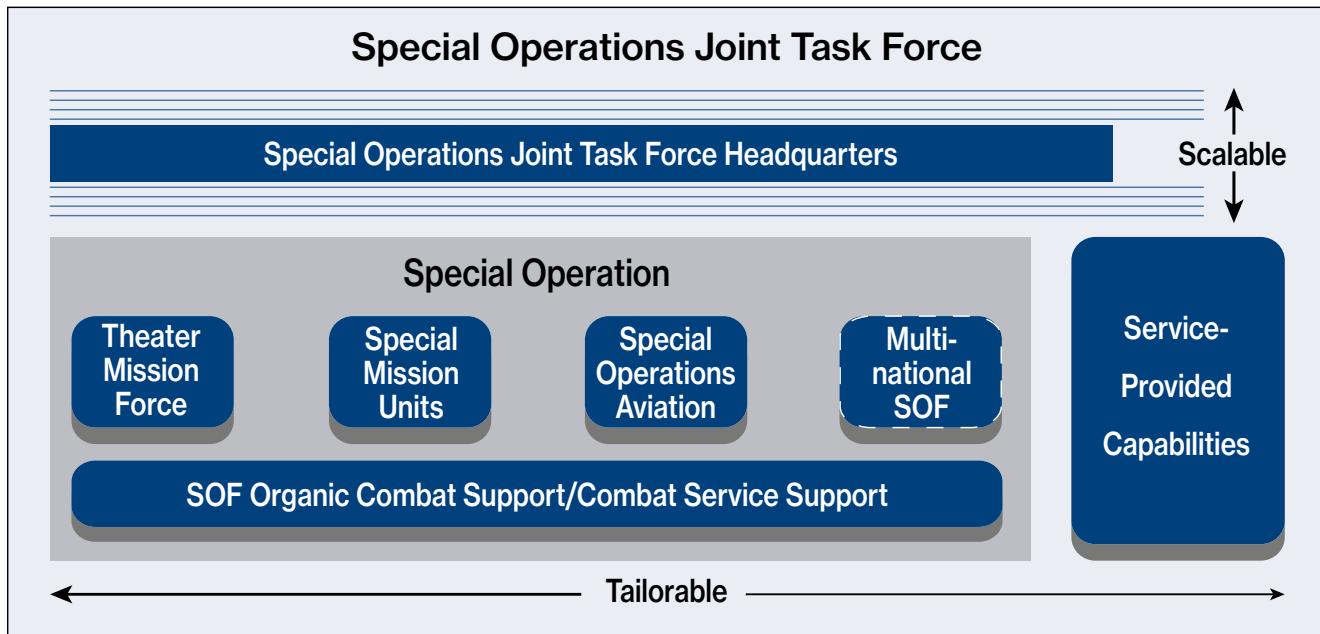 Special Operations Joint Task Force
Special Operations Joint Task Force Headquarters
Scalable
Special Operation
Theater
Mission
Force
Special
Mission
Units
Special
Operations
Aviation
Multi-
national
SOF
SOF Organic Combat Support/Combat Service Support
Service-
Provided
Capabilities
Tailorable